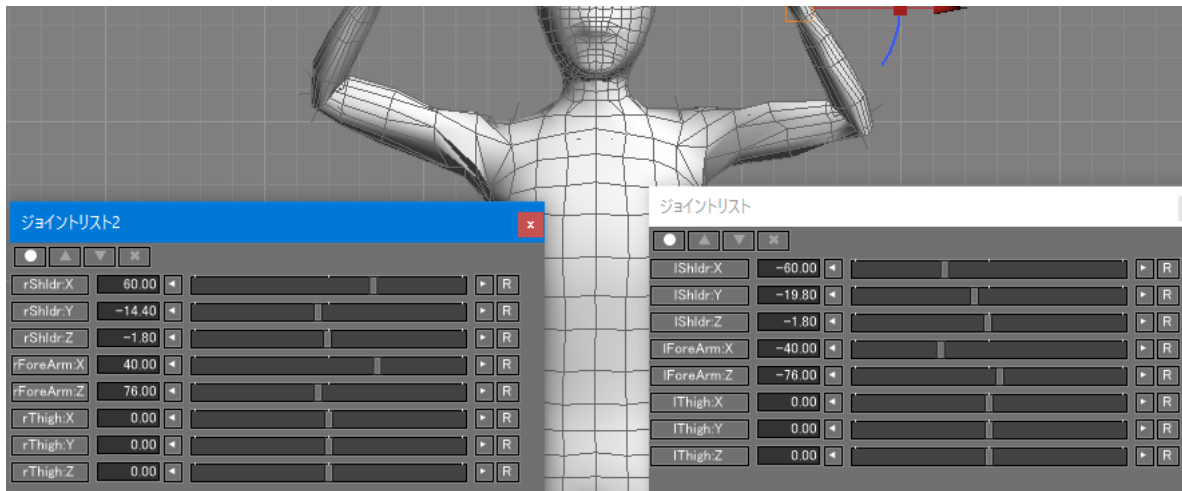 ジョイントリスト2
x
rShldr:X 60.00 R
rShldr:Y -14.40 R
rShldr:Z -1.80 R
rForeArm:X 40.00 R
rForeArm:Z 76.00 R
rThigh:X 0.00 R
rThigh:Y 0.00 R
rThigh:Z 0.00 R
ジョイントリスト
lShldr:X -60.00 R
lShldr:Y -19.80 R
lShldr:Z -1.80 R
lForeArm:X -40.00 R
lForeArm:Z -76.00 R
lThigh:X 0.00 R
lThigh:Y 0.00 R
lThigh:Z 0.00 R